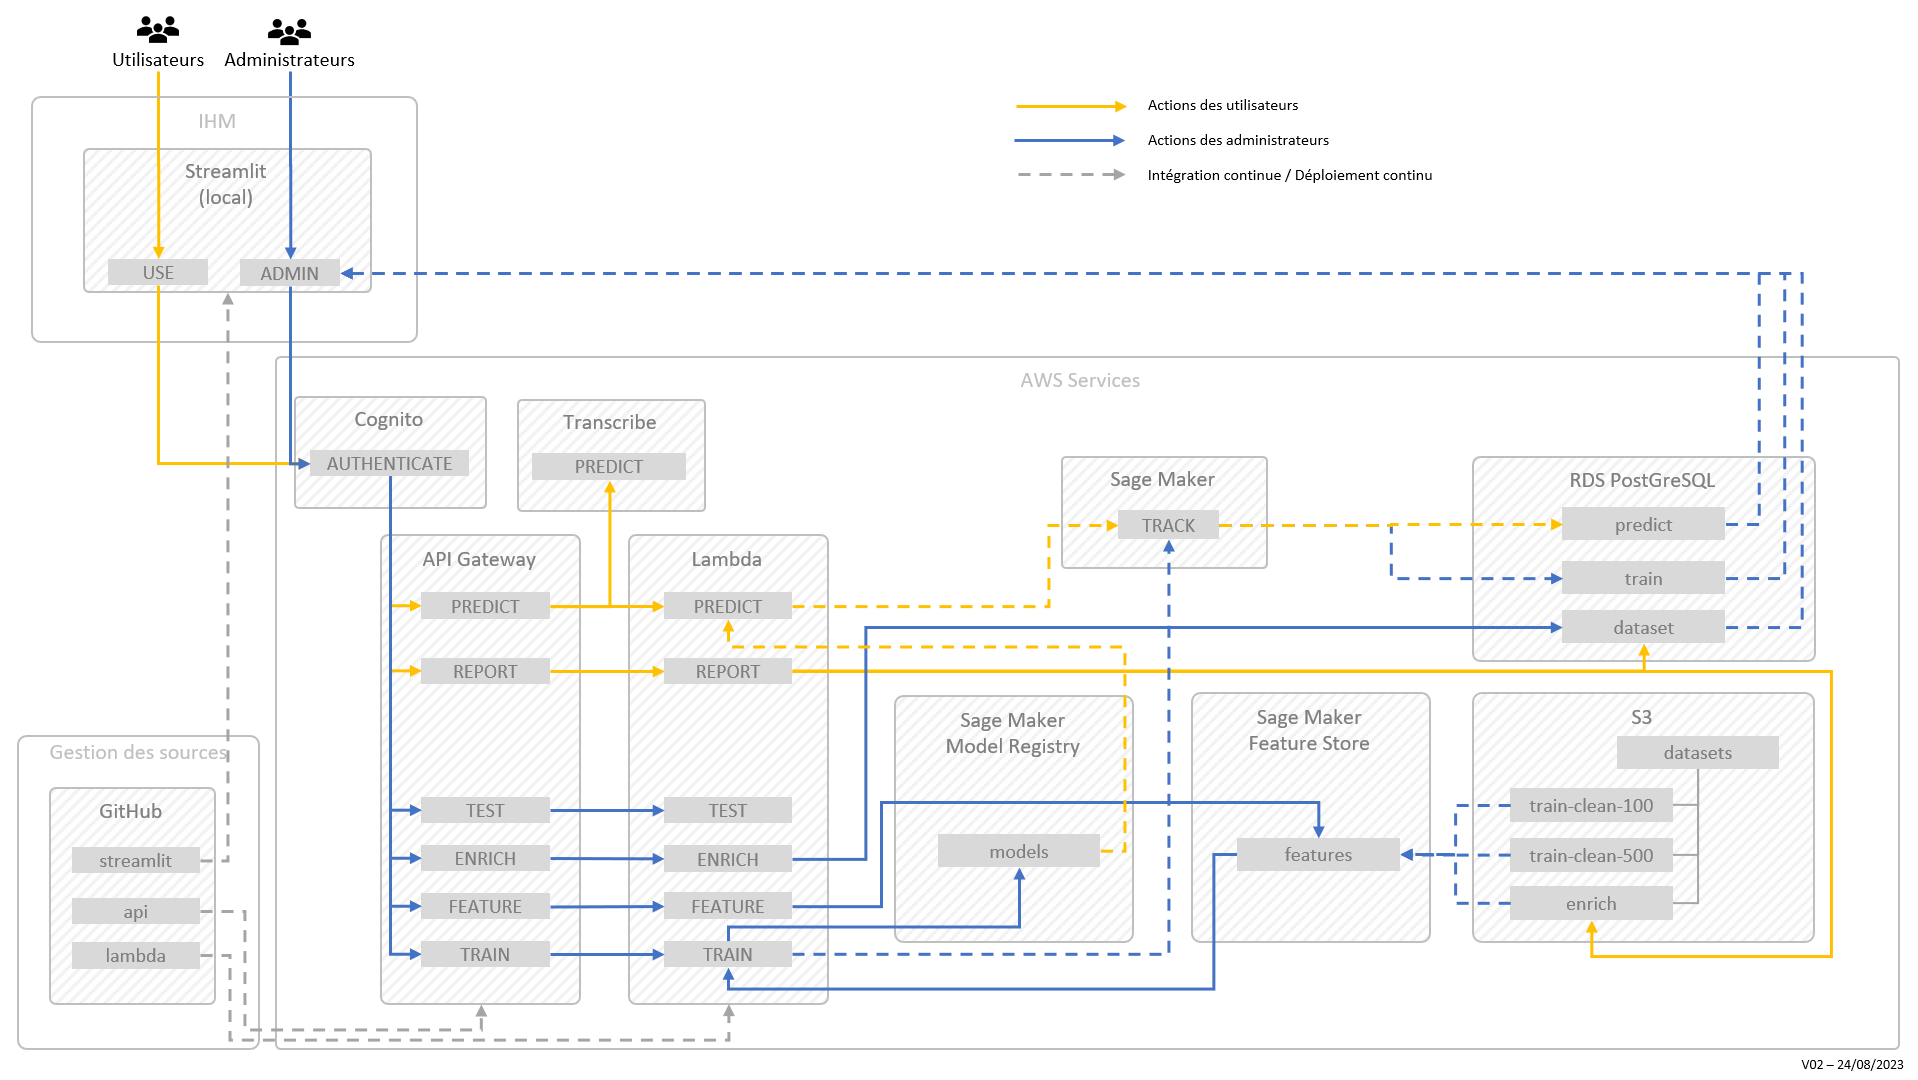 Utilisateurs
Administrateurs
Actions des utilisateurs
Actions des administrateurs
Intégration continue / Déploiement continu
IHM
Streamlit
(local)
USE
ADMIN
AWS Services
Cognito
AUTHENTICATE
Transcribe
PREDICT
Sage Maker
TRACK
RDS PostGreSQL
predict
train
dataset
API Gateway
PREDICT
REPORT
TEST
ENRICH
FEATURE
TRAIN
Lambda
PREDICT
REPORT
TEST
ENRICH
FEATURE
TRAIN
Sage Maker
Model Registry
models
Sage Maker
Feature Store
features
S3
datasets
train-clean-100
train-clean-500
enrich
Gestion des sources
GitHub
streamlit
api
lambda
V02 – 24/08/2023